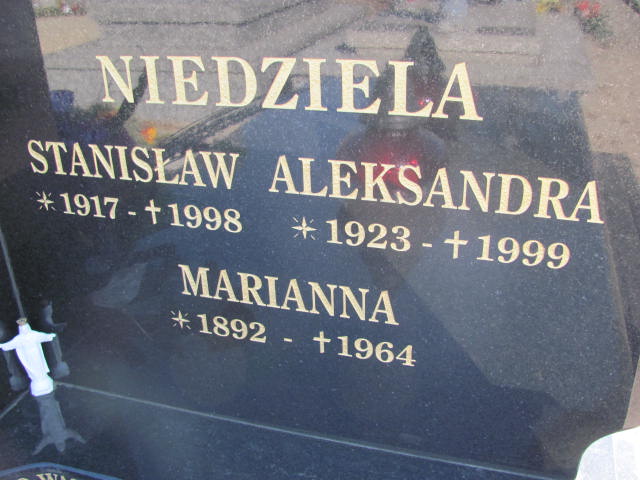 NIEDZIELA
STANISŁAW ALEKSANDRA
* 1917 - † 1998 * 1923 - † 1999
MARIANNA
* 1892 - † 1964